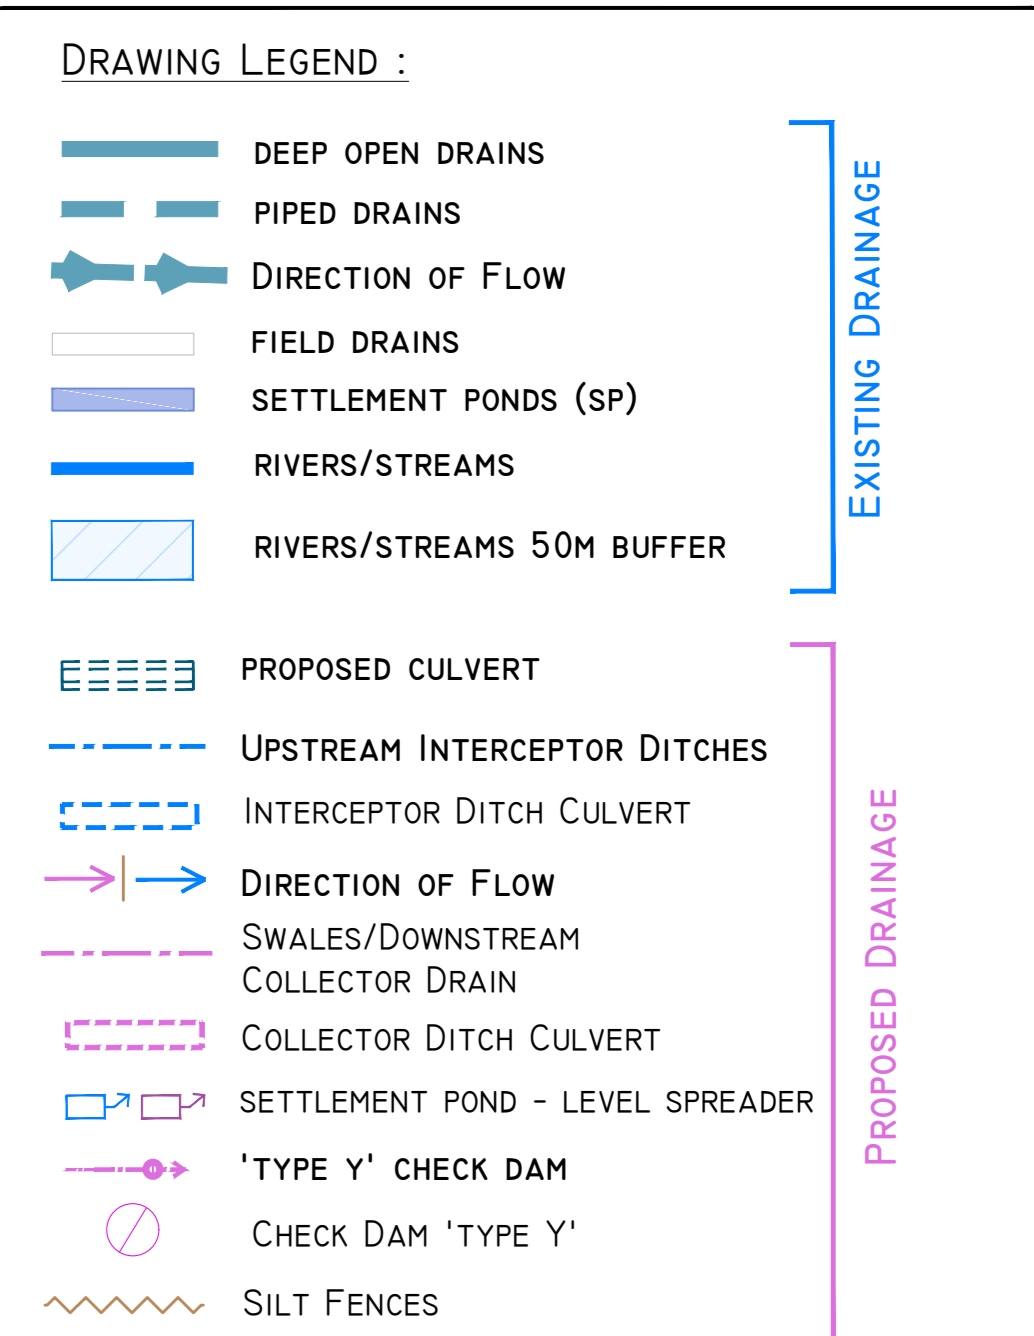 Drawing Legend :
DEEP OPEN DRAINS
PIPED DRAINS
Direction of Flow
FIELD DRAINS
SETTLEMENT PONDS (SP)
RIVERS/STREAMS
RIVERS/STREAMS 50M BUFFER
Existing Drainage
PROPOSED CULVERT
Upstream Interceptor Ditches
Interceptor Ditch Culvert
Direction of Flow
Swales/Downstream
Collector Drain
Collector Ditch Culvert
SETTLEMENT POND - LEVEL SPREADER
'TYPE Y' CHECK DAM
Check Dam 'type Y'
Silt Fences
Proposed Drainage